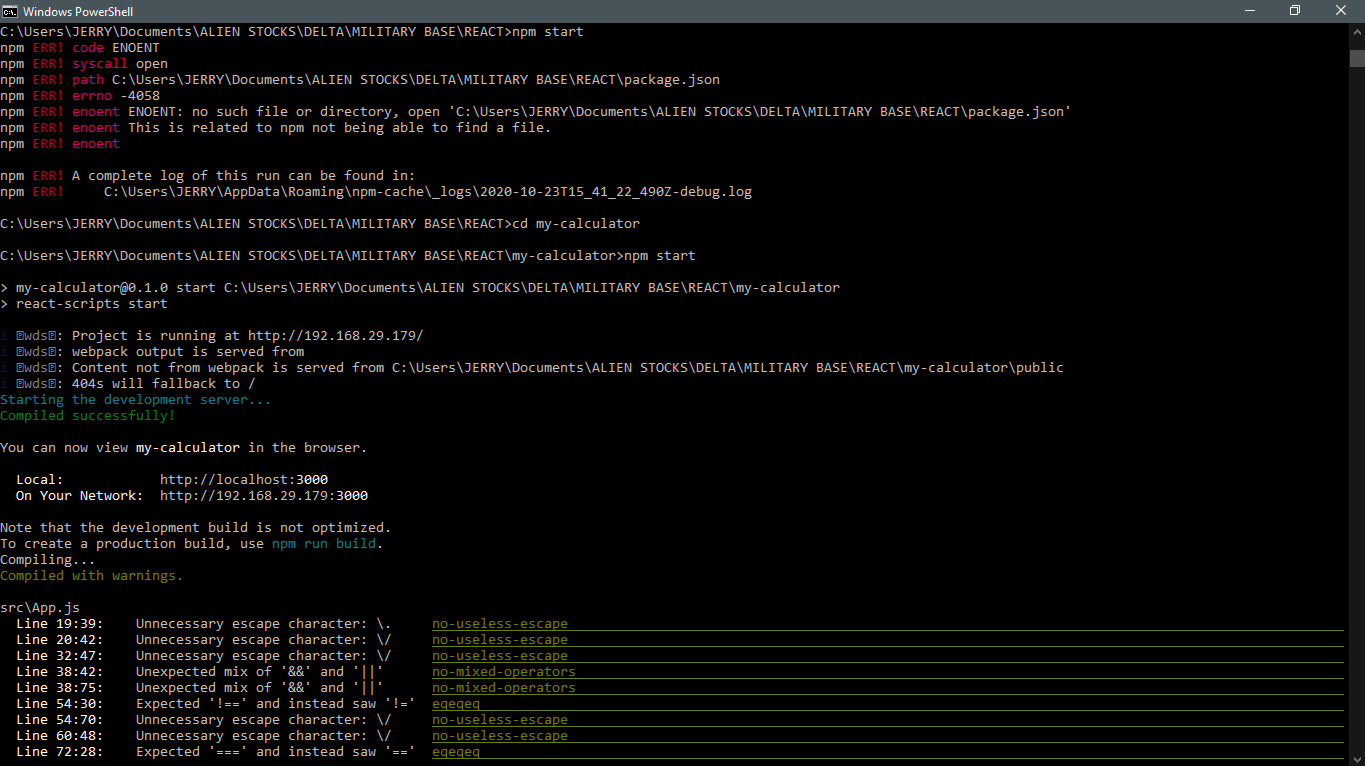 Windows PowerShell
C:\Users\JERRY\Documents\ALIEN STOCKS\DELTA\MILITARY BASE\REACT>npm start
npm ERR! code ENOENT
npm ERR! syscall open
npm ERR! path C:\Users\JERRY\Documents\ALIEN STOCKS\DELTA\MILITARY BASE\REACT\package.json
npm ERR! errno -4058
npm ERR! enoent ENOENT: no such file or directory, open 'C:\Users\JERRY\Documents\ALIEN STOCKS\DELTA\MILITARY BASE\REACT\package.json'
npm ERR! enoent This is related to npm not being able to find a file.
npm ERR! enoent
npm ERR! A complete log of this run can be found in:
npm ERR!     C:\Users\JERRY\AppData\Roaming\npm-cache\_logs\2020-10-23T15_41_22_490Z-debug.log
C:\Users\JERRY\Documents\ALIEN STOCKS\DELTA\MILITARY BASE\REACT>cd my-calculator
C:\Users\JERRY\Documents\ALIEN STOCKS\DELTA\MILITARY BASE\REACT\my-calculator>npm start
> my-calculator@0.1.0 start C:\Users\JERRY\Documents\ALIEN STOCKS\DELTA\MILITARY BASE\REACT\my-calculator
> react-scripts start
i wds: Project is running at http://192.168.29.179/
i wds: webpack output is served from
i wds: Content not from webpack is served from C:\Users\JERRY\Documents\ALIEN STOCKS\DELTA\MILITARY BASE\REACT\my-calculator\public
i wds: 404s will fallback to /
Starting the development server...
Compiled successfully!
You can now view my-calculator in the browser.
Local:            http://localhost:3000
On Your Network:  http://192.168.29.179:3000
Note that the development build is not optimized.
To create a production build, use npm run build.
Compiling...
Compiled with warnings.
src\App.js
Line 19:39:    Unnecessary escape character: \.     no-useless-escape
Line 20:42:    Unnecessary escape character: \/     no-useless-escape
Line 32:47:    Unnecessary escape character: \/     no-useless-escape
Line 38:42:    Unexpected mix of '&&' and '||'      no-mixed-operators
Line 38:75:    Unexpected mix of '&&' and '||'      no-mixed-operators
Line 54:30:    Expected '!==' and instead saw '!='  eqeqeq
Line 54:70:    Unnecessary escape character: \/     no-useless-escape
Line 60:48:    Unnecessary escape character: \/     no-useless-escape
Line 72:28:    Expected '===' and instead saw '=='  eqeqeq